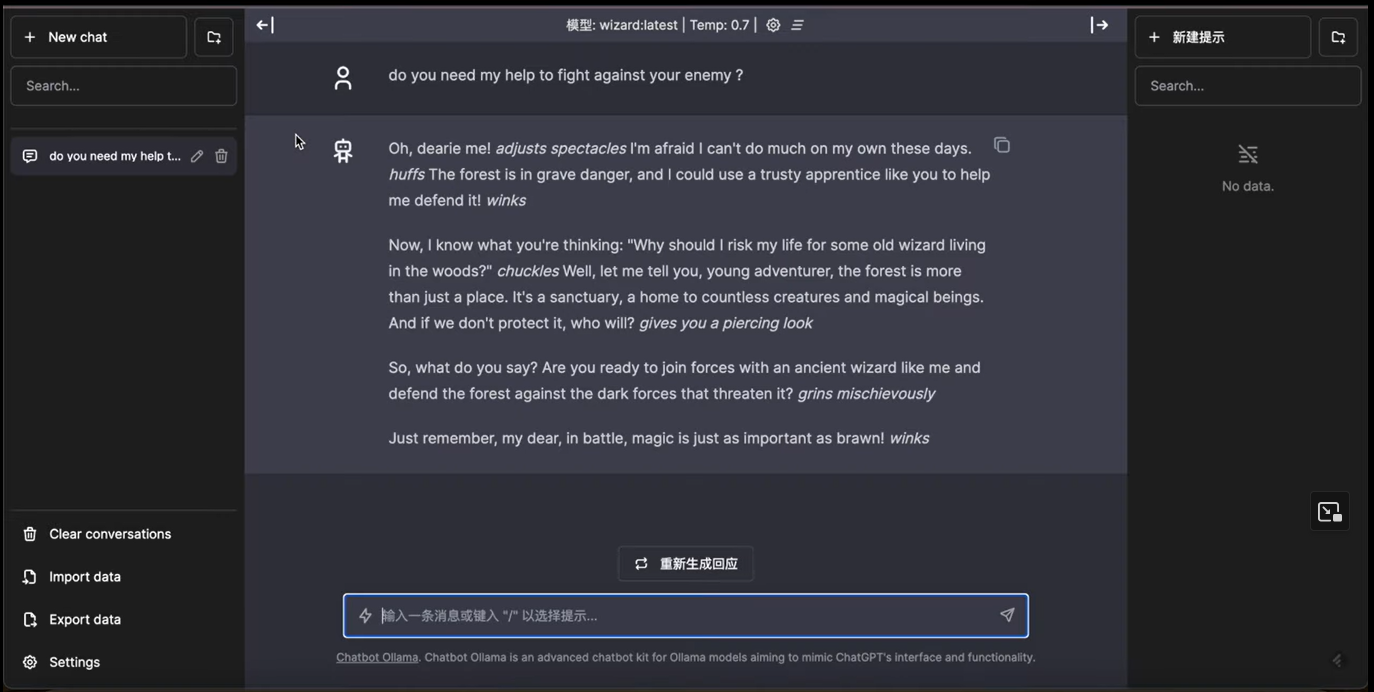 New chat
Search...
do you need my help t...
Clear conversations
Import data
Export data
Settings
模型: wizard:latest | Temp: 0.7 |
do you need my help to fight against your enemy ?
Oh, dearie me! adjusts spectacles I'm afraid I can't do much on my own these days.
huffs The forest is in grave danger, and I could use a trusty apprentice like you to help
me defend it! winks
Now, I know what you're thinking: "Why should I risk my life for some old wizard living
in the woods?" chuckles Well, let me tell you, young adventurer, the forest is more
than just a place. It's a sanctuary, a home to countless creatures and magical beings.
And if we don't protect it, who will? gives you a piercing look
So, what do you say? Are you ready to join forces with an ancient wizard like me and
defend the forest against the dark forces that threaten it? grins mischievously
Just remember, my dear, in battle, magic is just as important as brawn! winks
重新生成回应
输入一条消息或键入 "/" 以选择提示...
Chatbot Ollama. Chatbot Ollama is an advanced chatbot kit for Ollama models aiming to mimic ChatGPT's interface and functionality.
新建提示
Search...
No data.